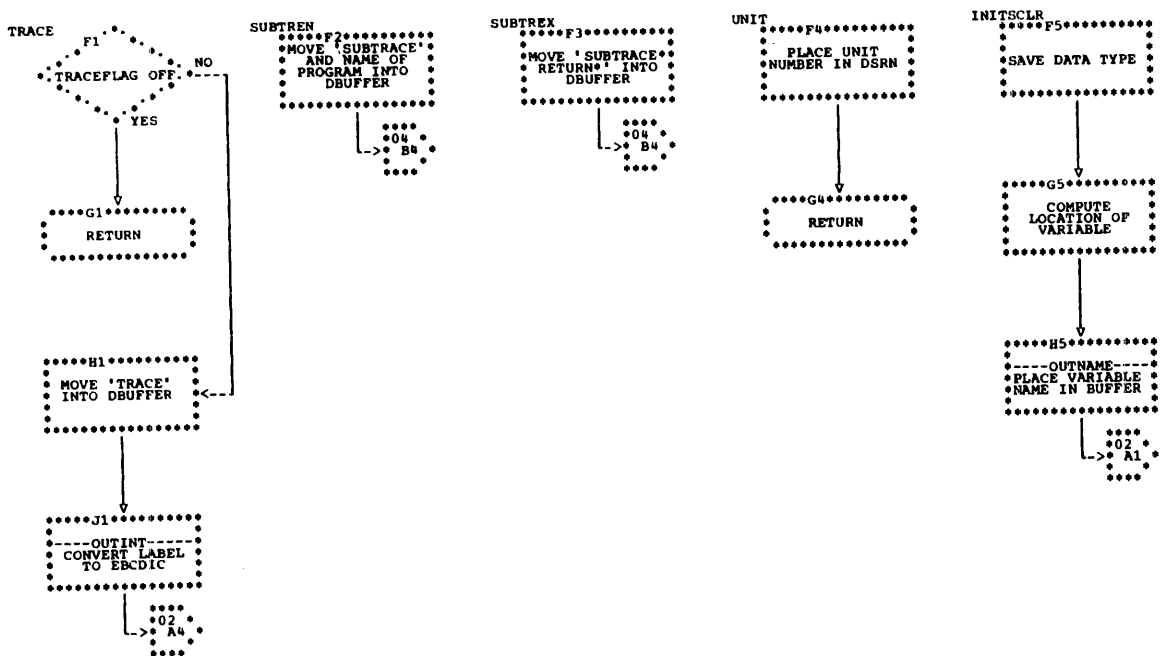 TRACE
F1
TRACEFLAG OFF
NO
YES
G1
RETURN
H1
MOVE 'TRACE'
INTO DBUFFER
J1
----OUTINT------
CONVERT LABEL
TO EBCDIC
02
A4
SUBTREN
F2
MOVE 'SUBTRACE'
AND NAME OF
PROGRAM INTO
DBUFFER
04
B4
SUBTREX
F3
MOVE 'SUBTRACE
RETURN ' INTO
DBUFFER
04
B4
UNIT
F4
PLACE UNIT
NUMBER IN DSRN
G4
RETURN
INITSCLR
F5
SAVE DATA TYPE
G5
COMPUTE
LOCATION OF
VARIABLE
H5
----OUTNAME----
PLACE VARIABLE
NAME IN BUFFER
02
A1